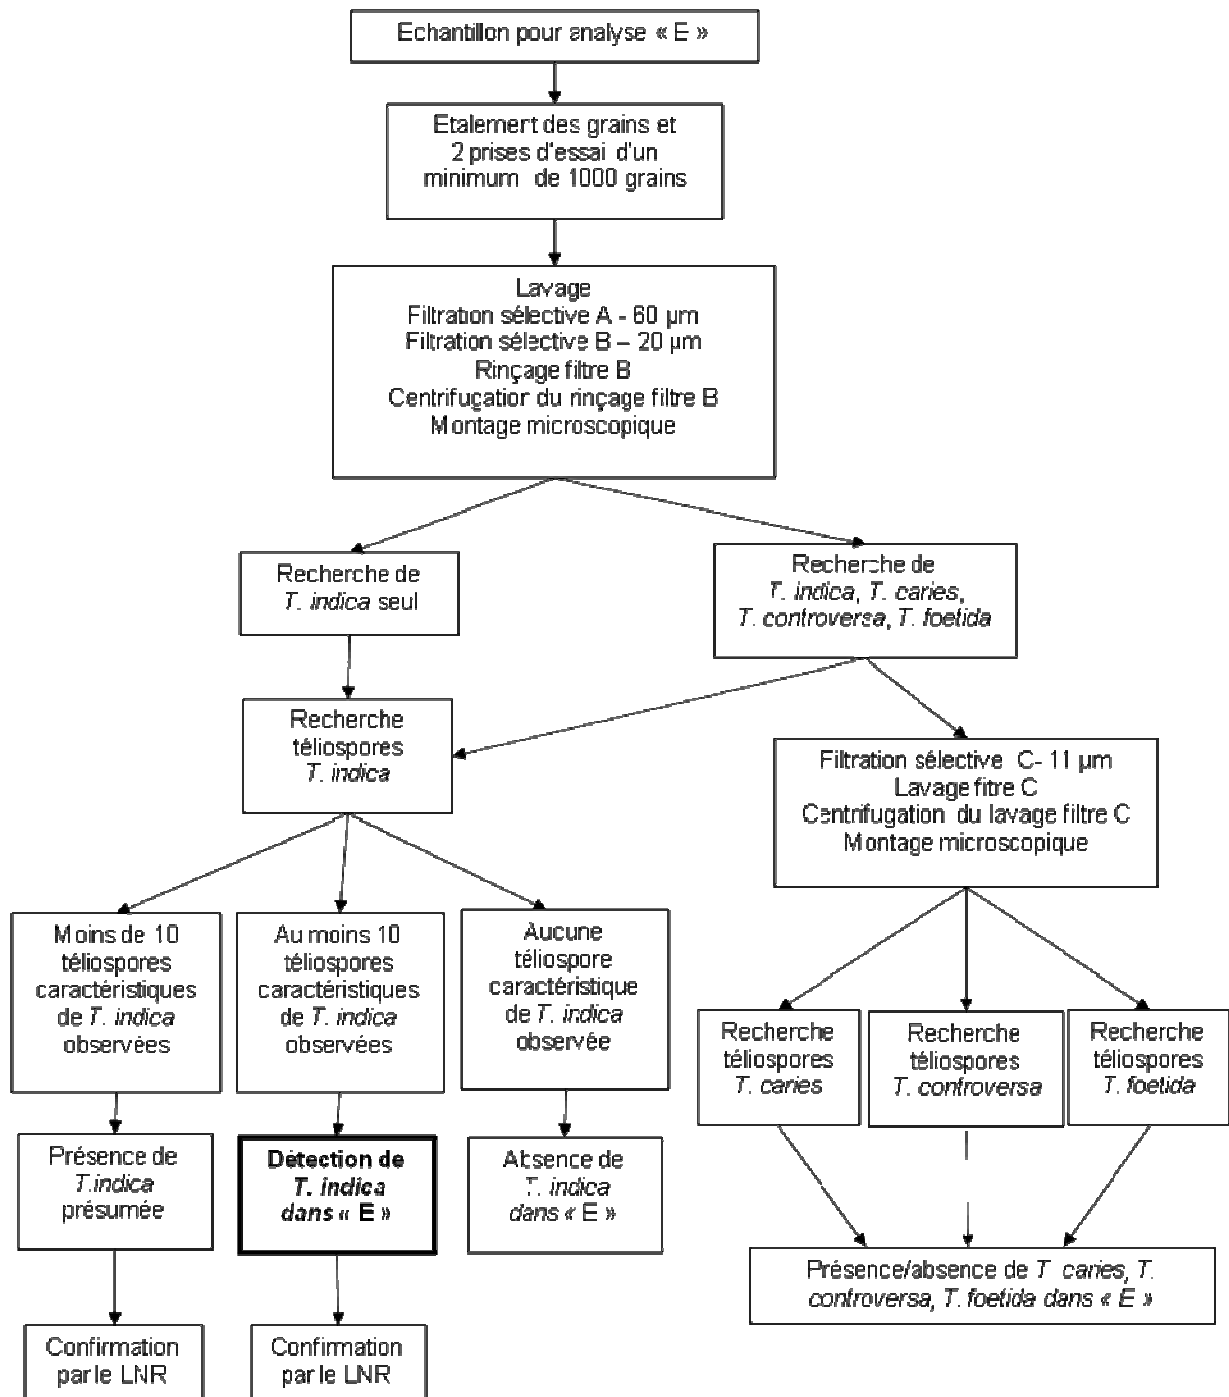 Echantillon pour analyse « E »
Etalement des grains et
2 prises d'essai d'un
minimum de 1000 grains
Lavage
Filtration sélective A - 60 µm
Filtration sélective B – 20 µm
Rinçage filtre B
Centrifugation du rinçage filtre B
Montage microscopique
Recherche de
T. indica seul
Recherche de
T. indica, T. caries,
T. controversa, T. foetida
Recherche
téliospores
T. indica
Filtration sélective C- 11 µm
Lavage fitre C
Centrifugation du lavage filtre C
Montage microscopique
Moins de 10
téliospores
caractéristiques
de T. indica
observées
Au moins 10
téliospores
caractéristiques
de T. indica
observées
Aucune
téliospore
caractéristique
de T. indica
observée
Recherche
téliospores
T. caries
Recherche
téliospores
T. controversa
Recherche
téliospores
T. foetida
Présence de
T.indica
présumée
Détection de
T. indica
dans « E »
Absence de
T. indica
dans « E »
Présence/absence de T. caries, T.
controversa, T. foetida dans « E »
Confirmation
par le LNR
Confirmation
par le LNR